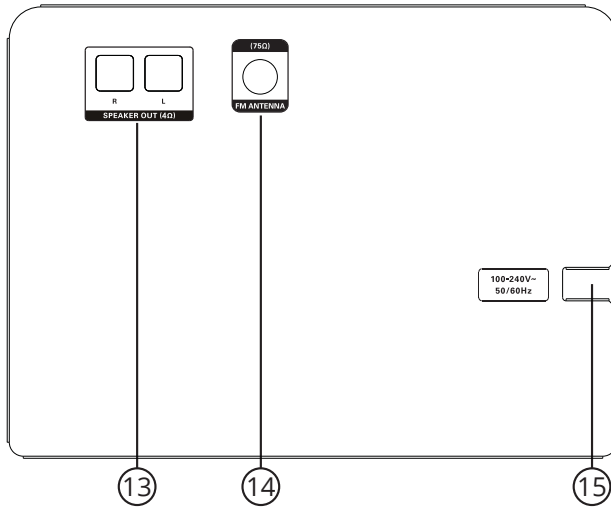 (75Ω)
R L
FM ANTENNA
SPEAKER OUT (4Ω)
100-240V~
50/60Hz
13 14 15